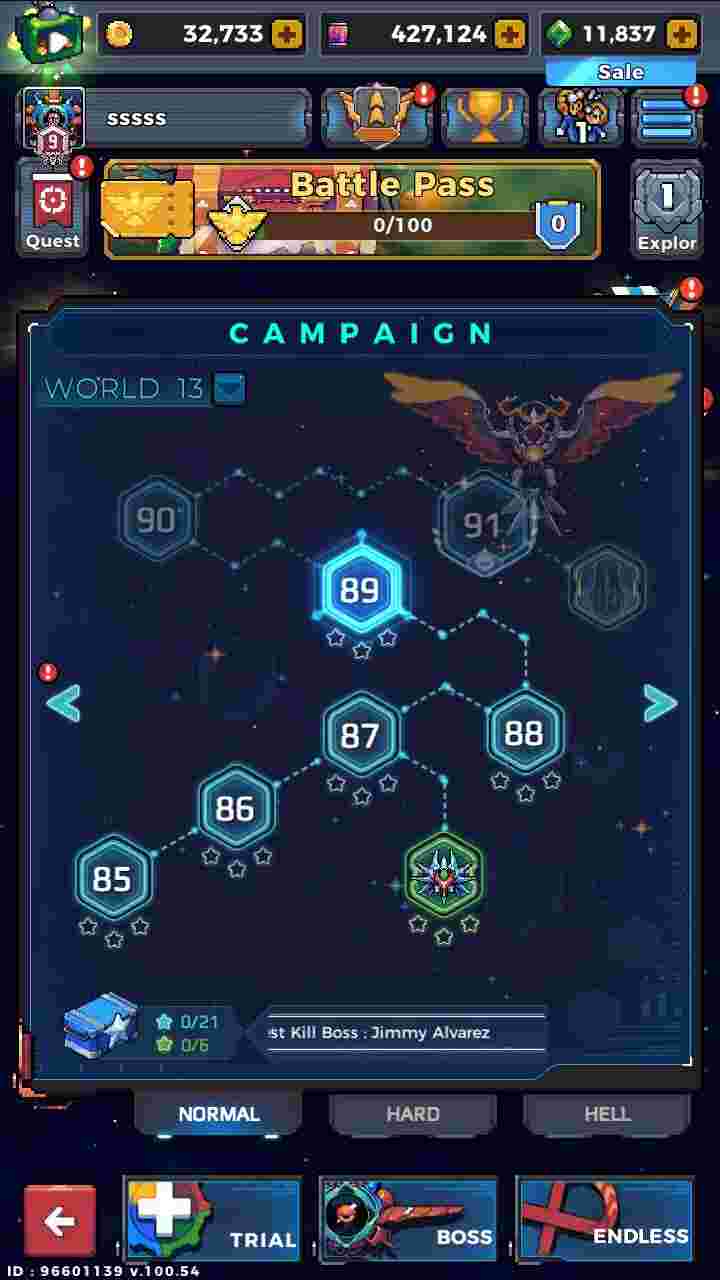 32,733
427,124
11,837
Sale
9
sssss
1
Quest
Battle Pass
0/100
0
1
Explor
CAMPAIGN
WORLD 13
90
91
89
87
88
86
85
0/21
0/6
st Kill Boss : Jimmy Alvarez
NORMAL
HARD
HELL
TRIAL
BOSS
ENDLESS
ID : 96601139 v.100.54